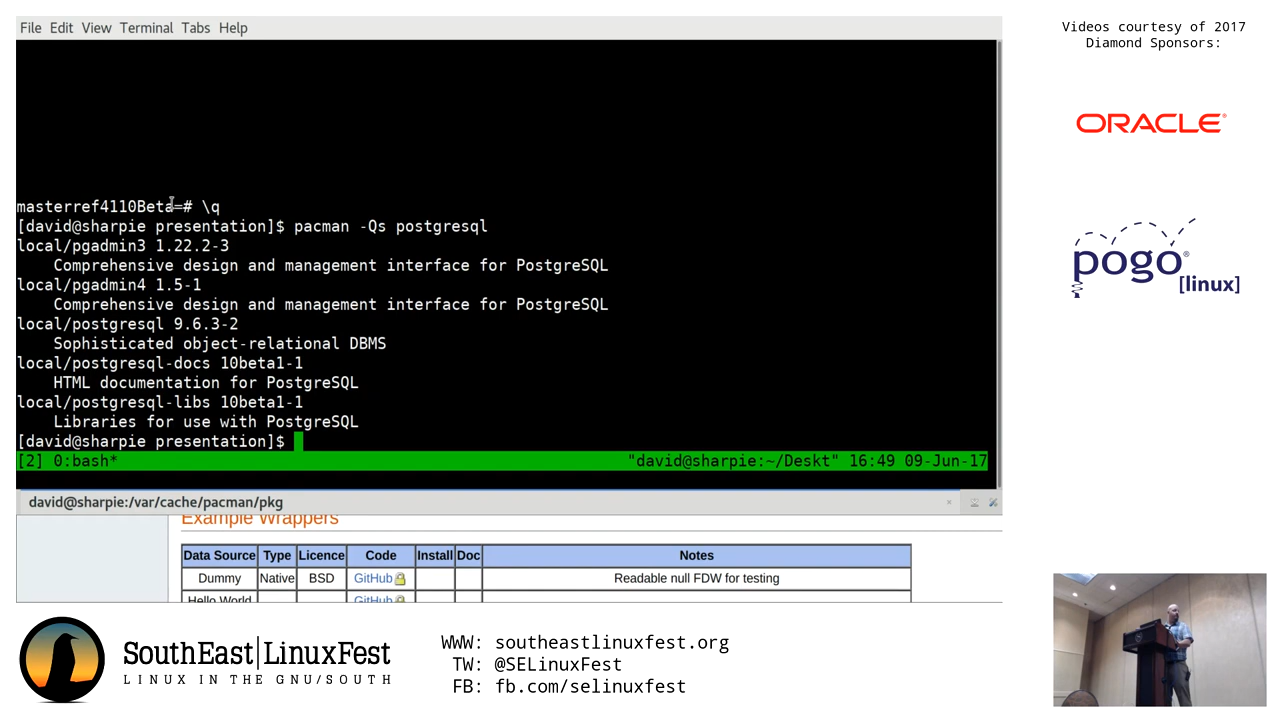 File Edit View Terminal Tabs Help
masterref4110Beta=# \q
[david@sharpie presentation]$ pacman -Qs postgresql
local/pgadmin3 1.22.2-3
    Comprehensive design and management interface for PostgreSQL
local/pgadmin4 1.5-1
    Comprehensive design and management interface for PostgreSQL
local/postgresql 9.6.3-2
    Sophisticated object-relational DBMS
local/postgresql-docs 10beta1-1
    HTML documentation for PostgreSQL
local/postgresql-libs 10beta1-1
    Libraries for use with PostgreSQL
[david@sharpie presentation]$
[2] 0:bash* "david@sharpie:~/Deskt" 16:49 09-Jun-17
david@sharpie:/var/cache/pacman/pkg
Example Wrappers
Data Source Type Licence Code Install Doc Notes
Dummy Native BSD GitHub Readable null FDW for testing
Hello World GitHub
Videos courtesy of 2017
Diamond Sponsors:
ORACLE®
pogo®
[linux]
SouthEast|LinuxFest
LINUX IN THE GNU/SOUTH
WWW: southeastlinuxfest.org
TW: @SELinuxFest
FB: fb.com/selinuxfest